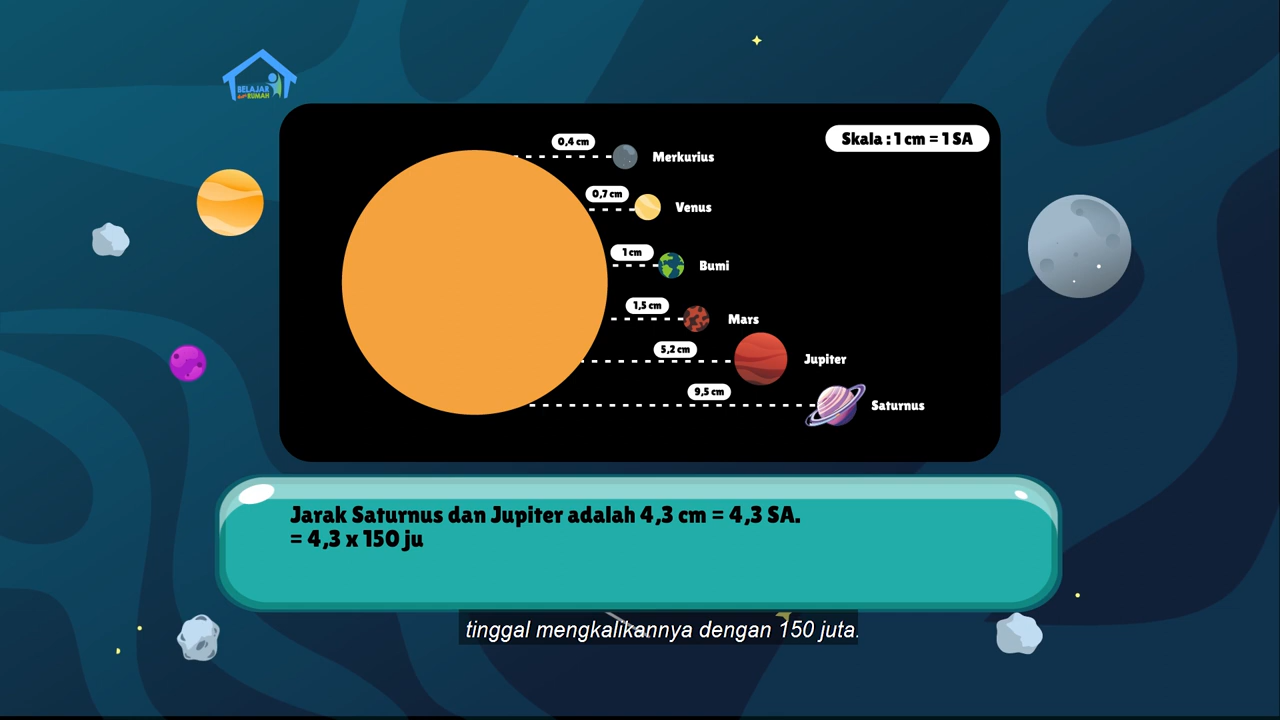 BELAJAR
dari RUMAH
Skala : 1 cm = 1 SA
0,4 cm
Merkurius
0,7 cm
Venus
1 cm
Bumi
1,5 cm
Mars
5,2 cm
Jupiter
9,5 cm
Saturnus
Jarak Saturnus dan Jupiter adalah 4,3 cm = 4,3 SA.
= 4,3 x 150 ju
tinggal mengkalikannya dengan 150 juta.